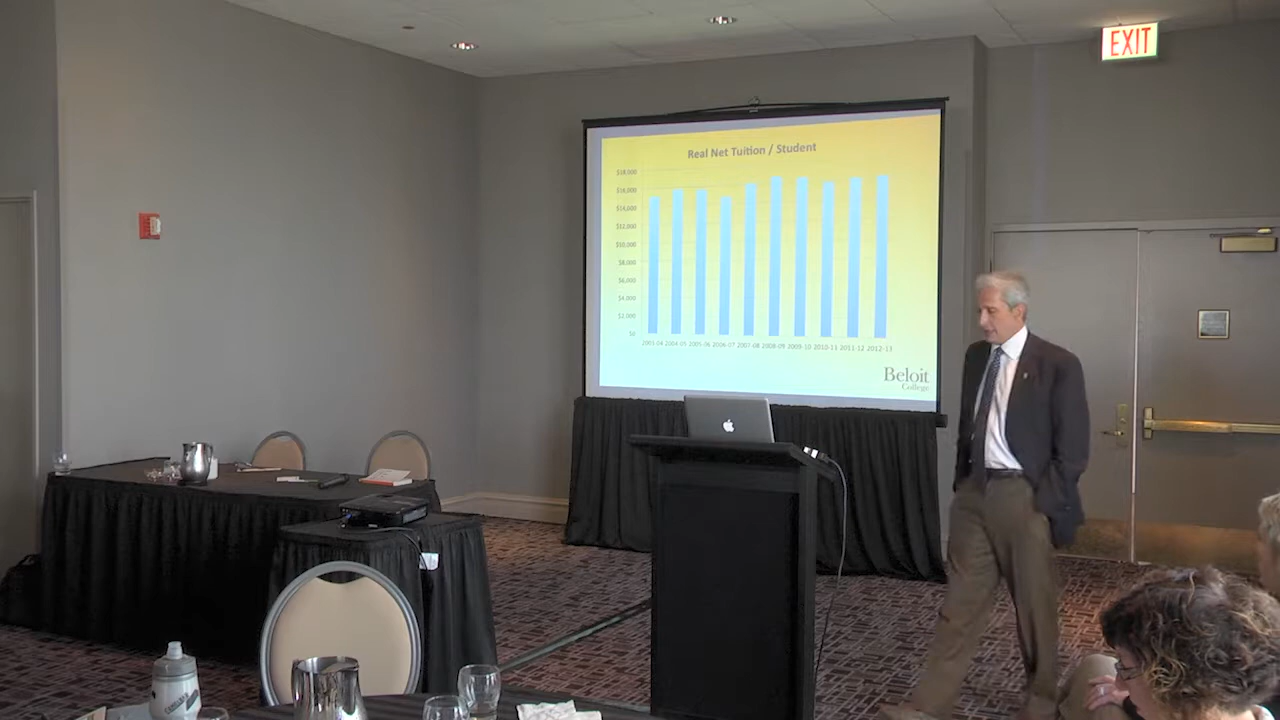 EXIT
Real Net Tuition / Student
$18,000
$16,000
$14,000
$12,000
$10,000
$8,000
$6,000
$4,000
$2,000
$0
2003-04 2004-05 2005-06 2006-07 2007-08 2008-09 2009-10 2010-11 2011-12 2012-13
Beloit
College